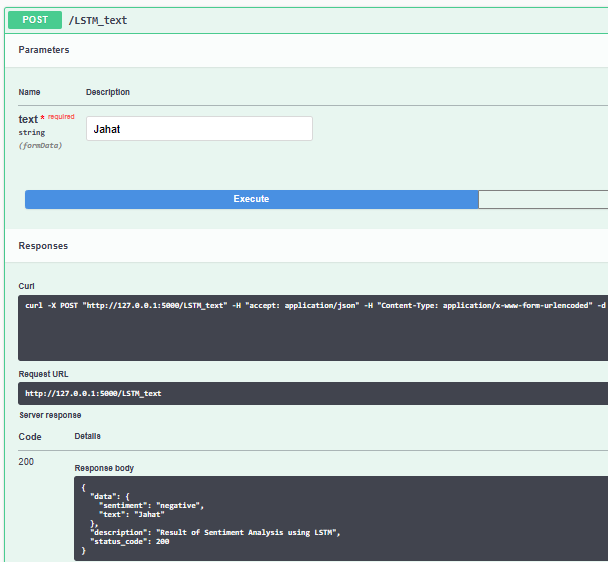 POST /LSTM_text
Parameters
Name Description
text * required
string
(formData)
Jahat
Execute
Responses
Curl
curl -X POST "http://127.0.0.1:5000/LSTM_text" -H "accept: application/json" -H "Content-Type: application/x-www-form-urlencoded" -d
Request URL
http://127.0.0.1:5000/LSTM_text
Server response
Code Details
200
Response body
{
"data": {
"sentiment": "negative",
"text": "Jahat"
},
"description": "Result of Sentiment Analysis using LSTM",
"status_code": 200
}